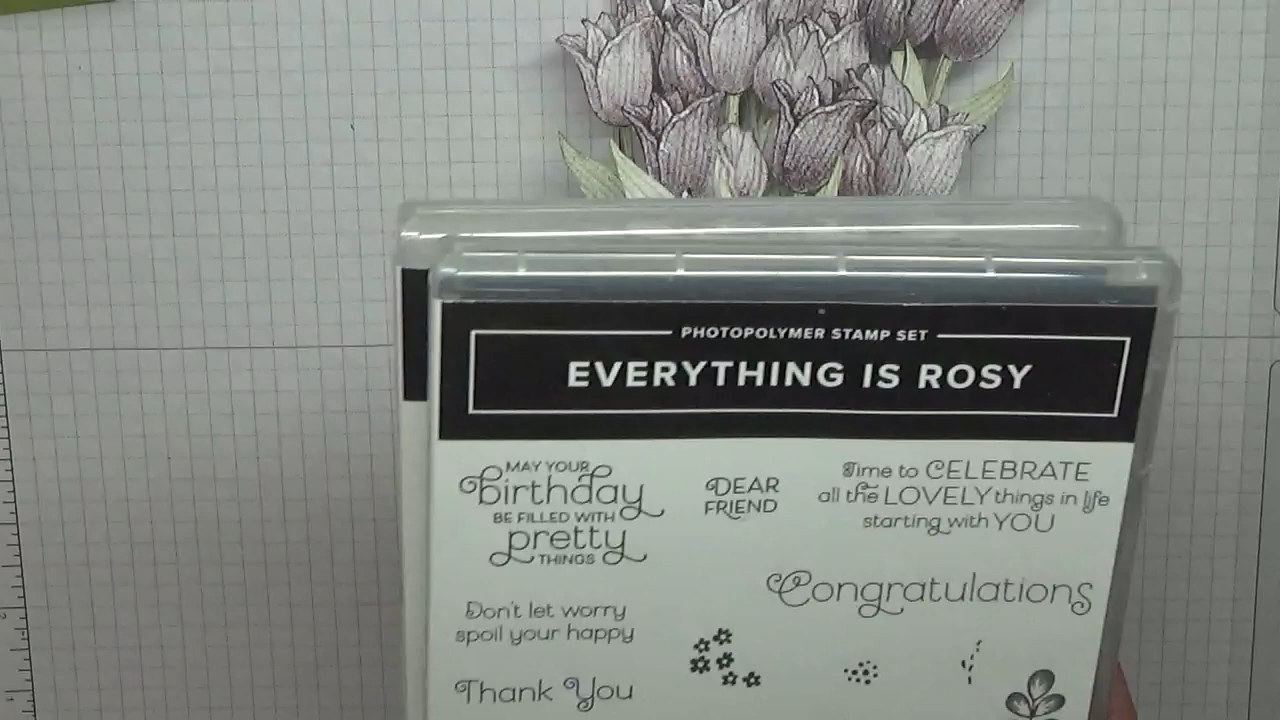 PHOTOPOLYMER STAMP SET
EVERYTHING IS ROSY
MAY YOUR
birthday
BE FILLED WITH
pretty
THINGS
DEAR
FRIEND
Time to CELEBRATE
all the LOVELY things in life
starting with YOU
Congratulations
Don't let worry
spoil your happy
Thank You